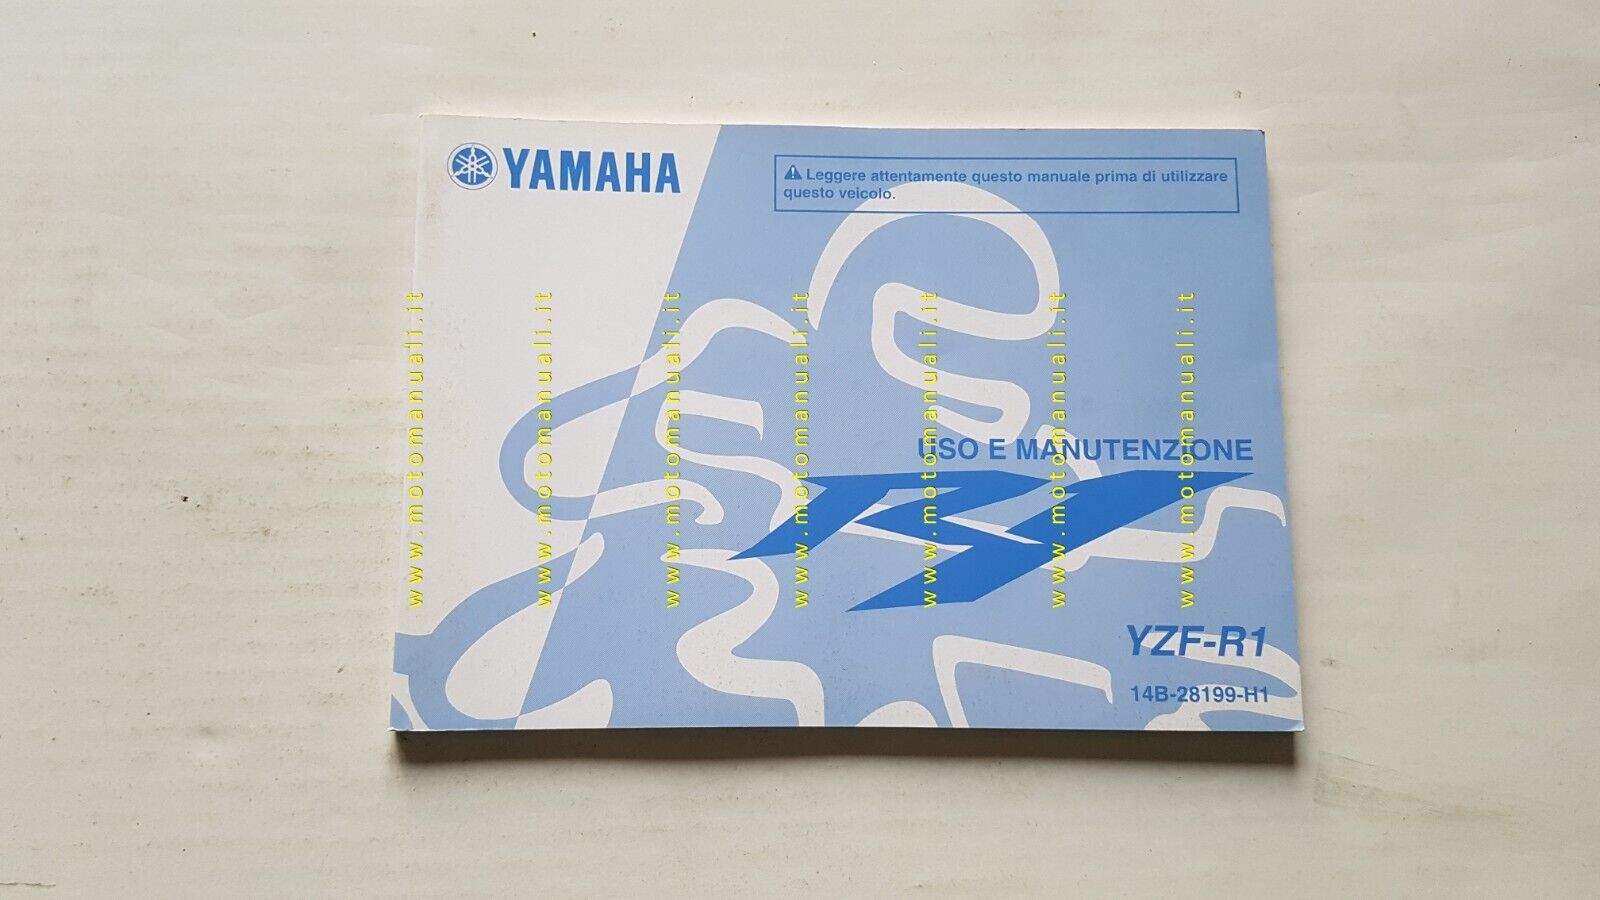 YAMAHA
⚠ Leggere attentamente questo manuale prima di utilizzare
questo veicolo.
www.motomanuali.it
www.motomanuali.it
www.motomanuali.it
www.motomanuali.it
www.motomanuali.it
www.motomanuali.it
www.motomanuali.it
USO E MANUTENZIONE
R1
YZF-R1
14B-28199-H1